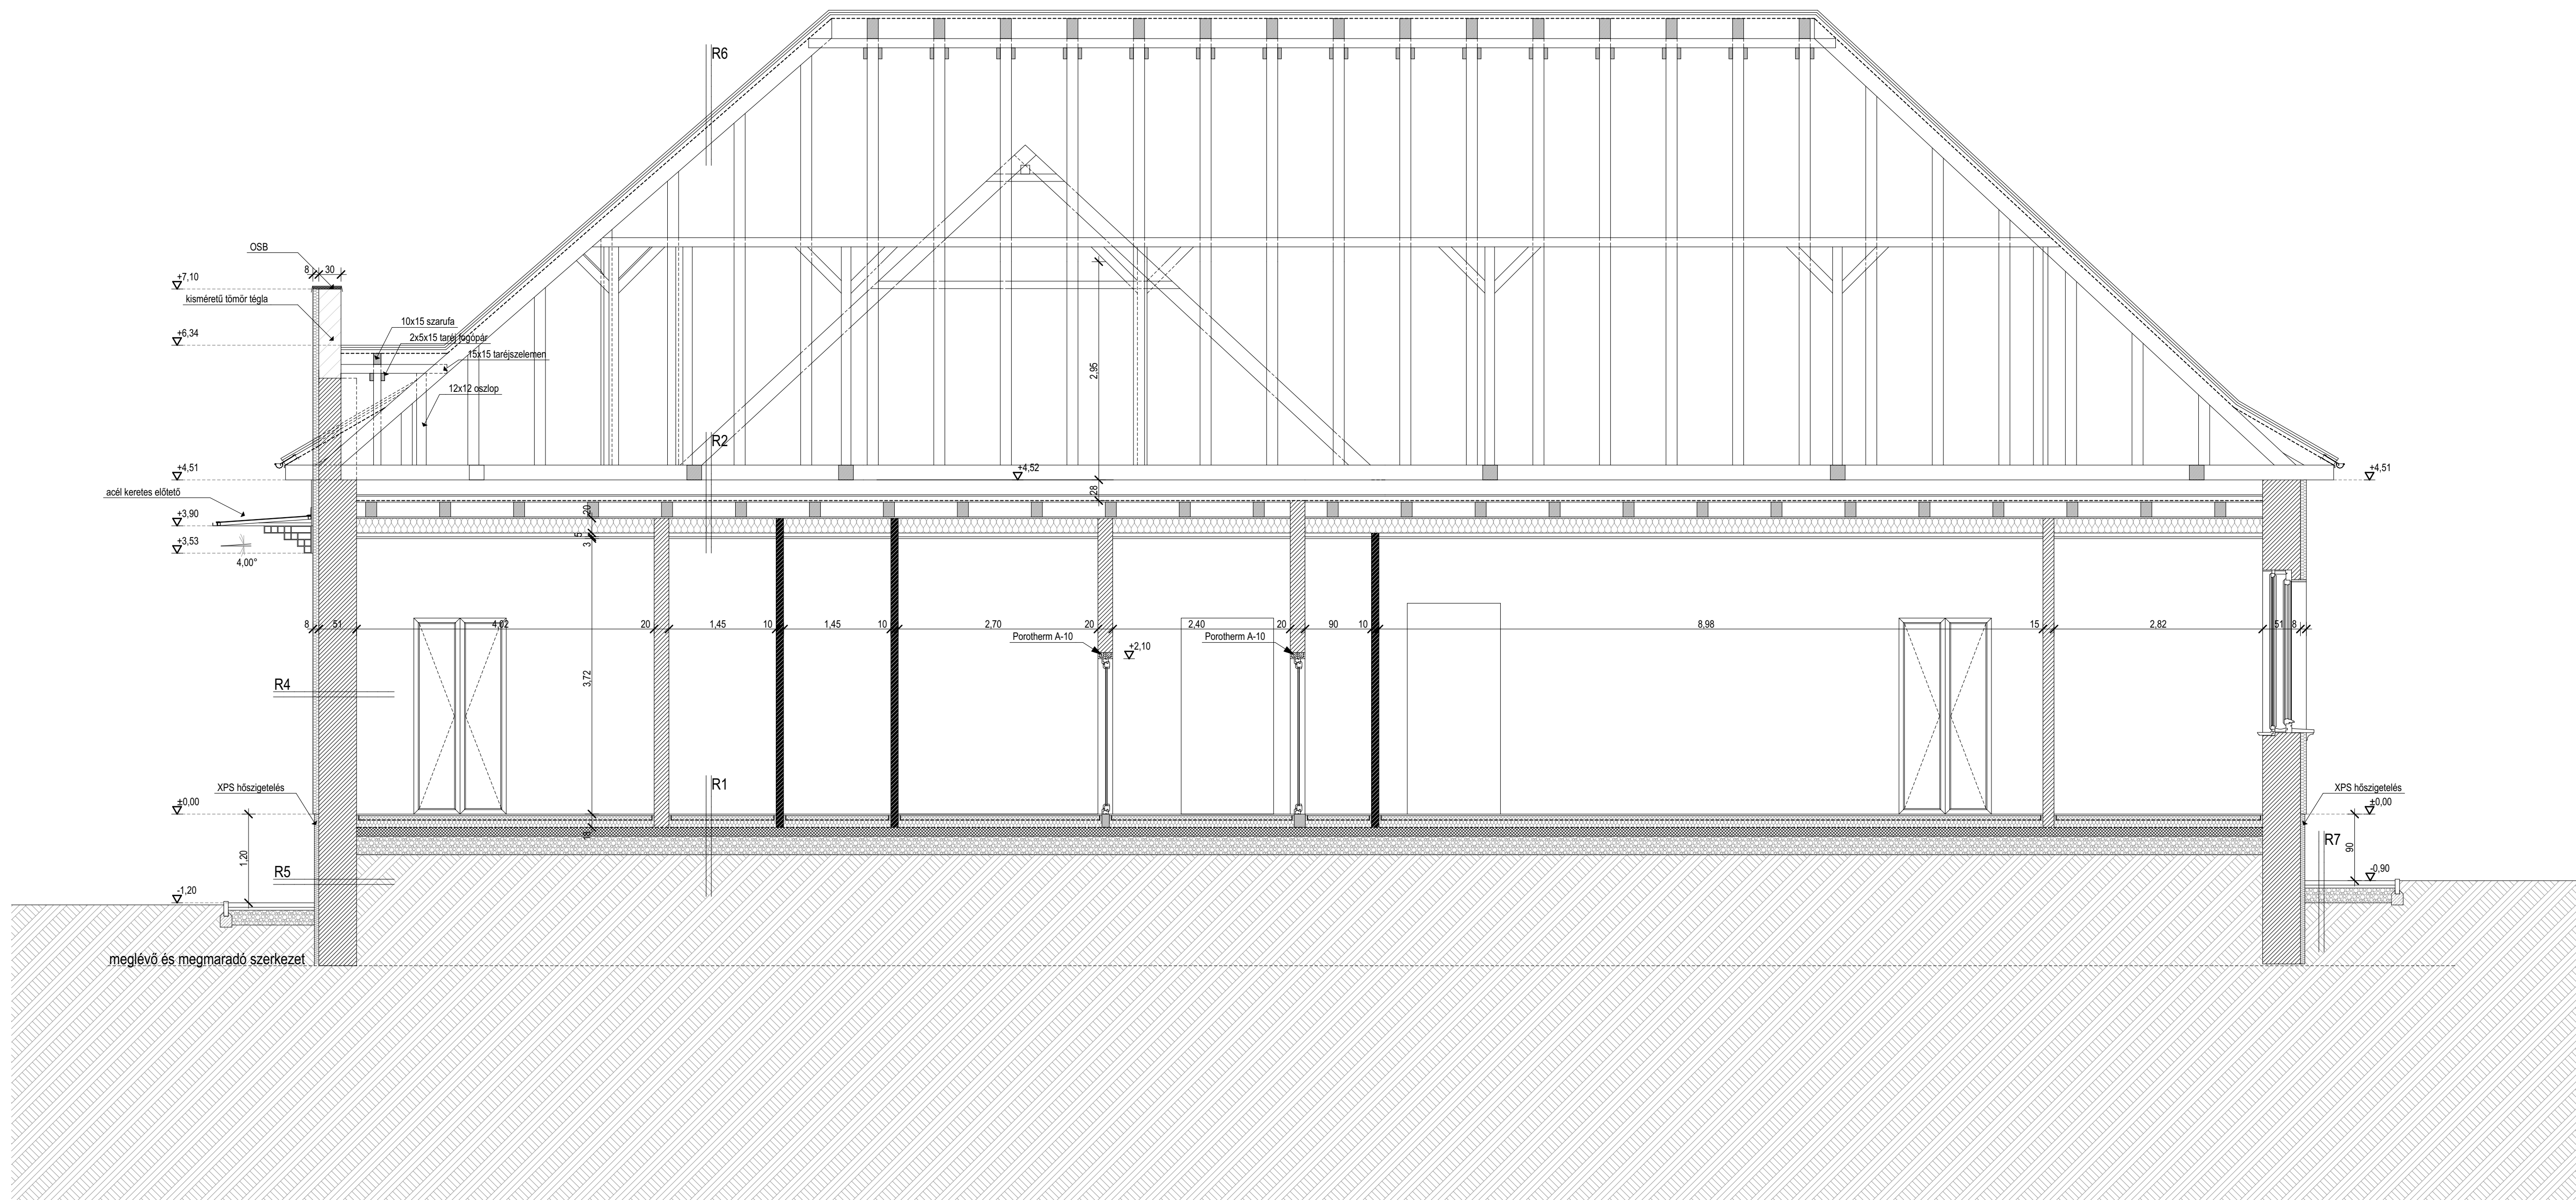 R6
OSB
8 30
+7,10
kisméretű tömör tégla
10x15 szarufa
+6,34
2x5x15 taréj fogópár
15x15 taréjszelemen
2,95
12x12 oszlop
R2
+4,51
+4,52
+4,51
acél keretes előtető
28
+3,90
20
+3,53
5
3
4,00°
8 51 4,02 20 1,45 10 1,45 10 2,70 20 2,40 20 90 10 8,98 15 2,82 51 8
Porotherm A-10
Porotherm A-10
+2,10
3,72
R4
R1
XPS hőszigetelés
XPS hőszigetelés
±0,00
±0,00
18
R7
1,20
90
R5
-0,90
-1,20
meglévő és megmaradó szerkezet